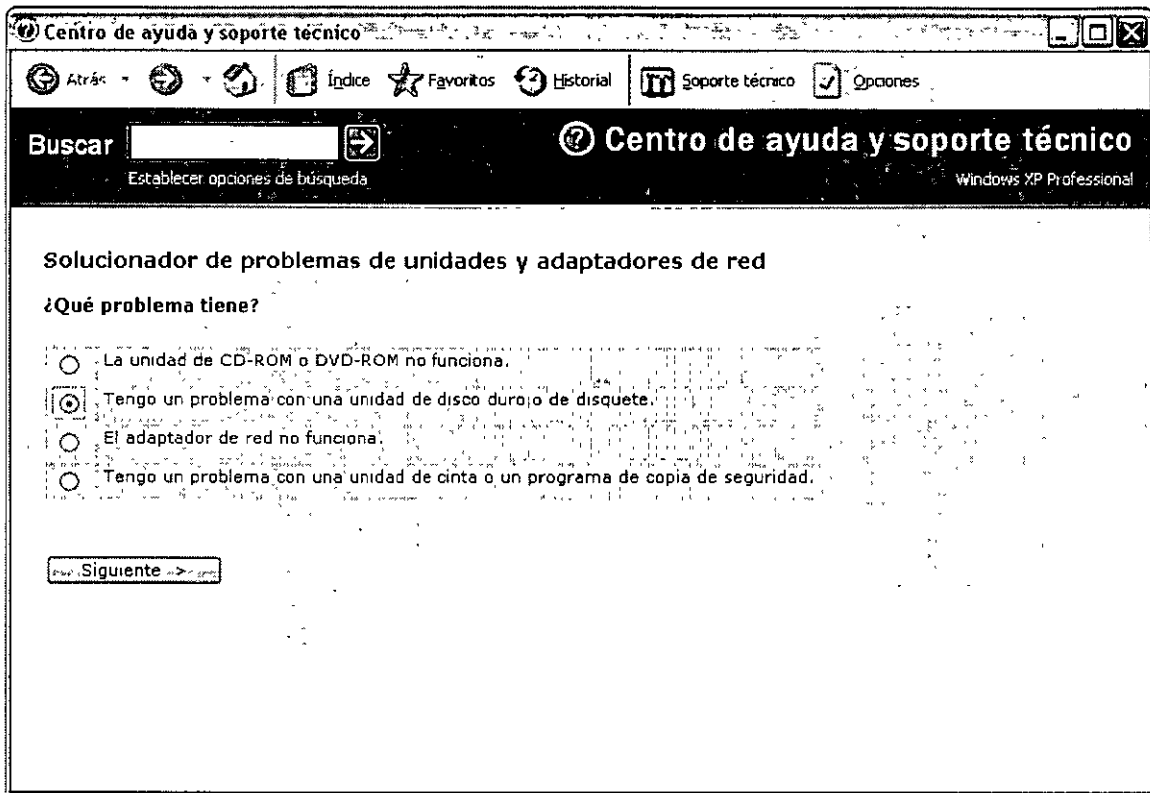 Centro de ayuda y soporte técnico
Atrás Índice Favoritos Historial Soporte técnico Opciones
Buscar
Centro de ayuda y soporte técnico
Establecer opciones de búsqueda
Windows XP Professional
Solucionador de problemas de unidades y adaptadores de red
¿Qué problema tiene?
La unidad de CD-ROM o DVD-ROM no funciona.
Tengo un problema con una unidad de disco duro o de disquete.
El adaptador de red no funciona.
Tengo un problema con una unidad de cinta o un programa de copia de seguridad.
Siguiente ->